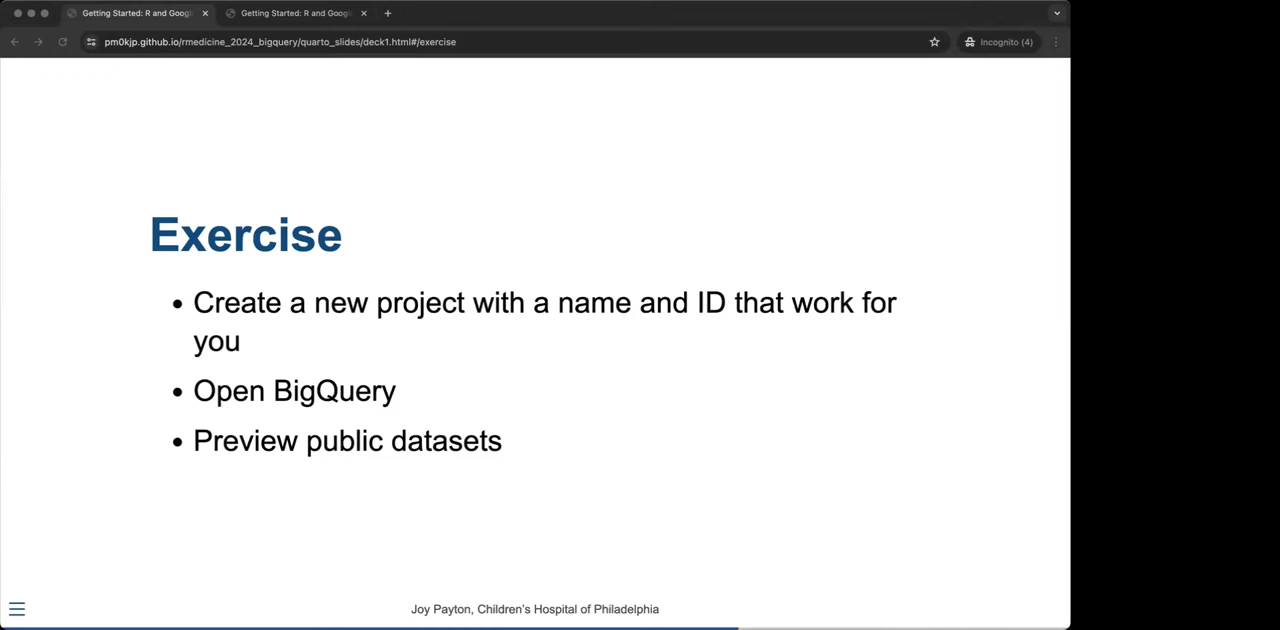 Getting Started: R and Googl
Getting Started: R and Googl
pm0kjp.github.io/rmedicine_2024_bigquery/quarto_slides/deck1.html#/exercise
Incognito (4)
Exercise
• Create a new project with a name and ID that work for
you
• Open BigQuery
• Preview public datasets
Joy Payton, Children’s Hospital of Philadelphia